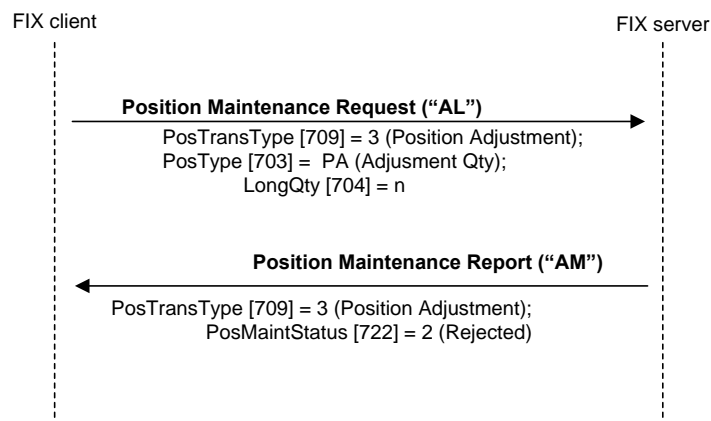 FIX client
FIX server
Position Maintenance Request (“AL”)
PosTransType [709] = 3 (Position Adjustment);
PosType [703] = PA (Adjusment Qty);
LongQty [704] = n
Position Maintenance Report (“AM”)
PosTransType [709] = 3 (Position Adjustment);
PosMaintStatus [722] = 2 (Rejected)